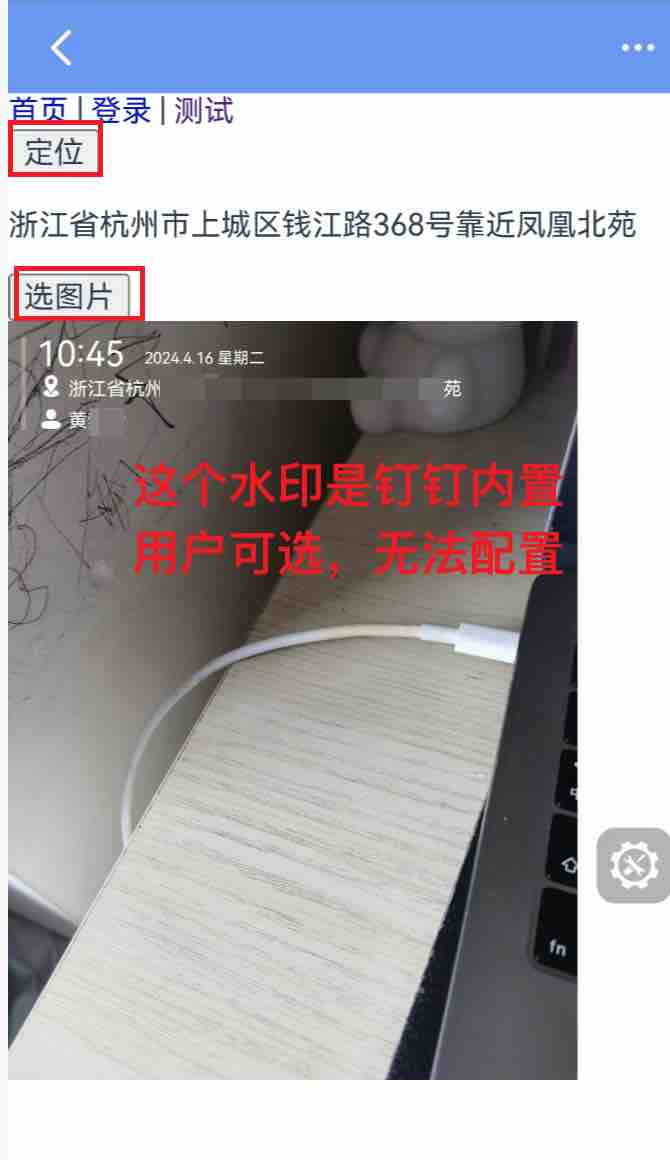 首页 | 登录 | 测试
定位
浙江省杭州市上城区钱江路368号靠近凤凰北苑
选图片
10:45 2024.4.16 星期二
浙江省杭州 苑
黄
这个水印是钉钉内置
用户可选，无法配置
fn